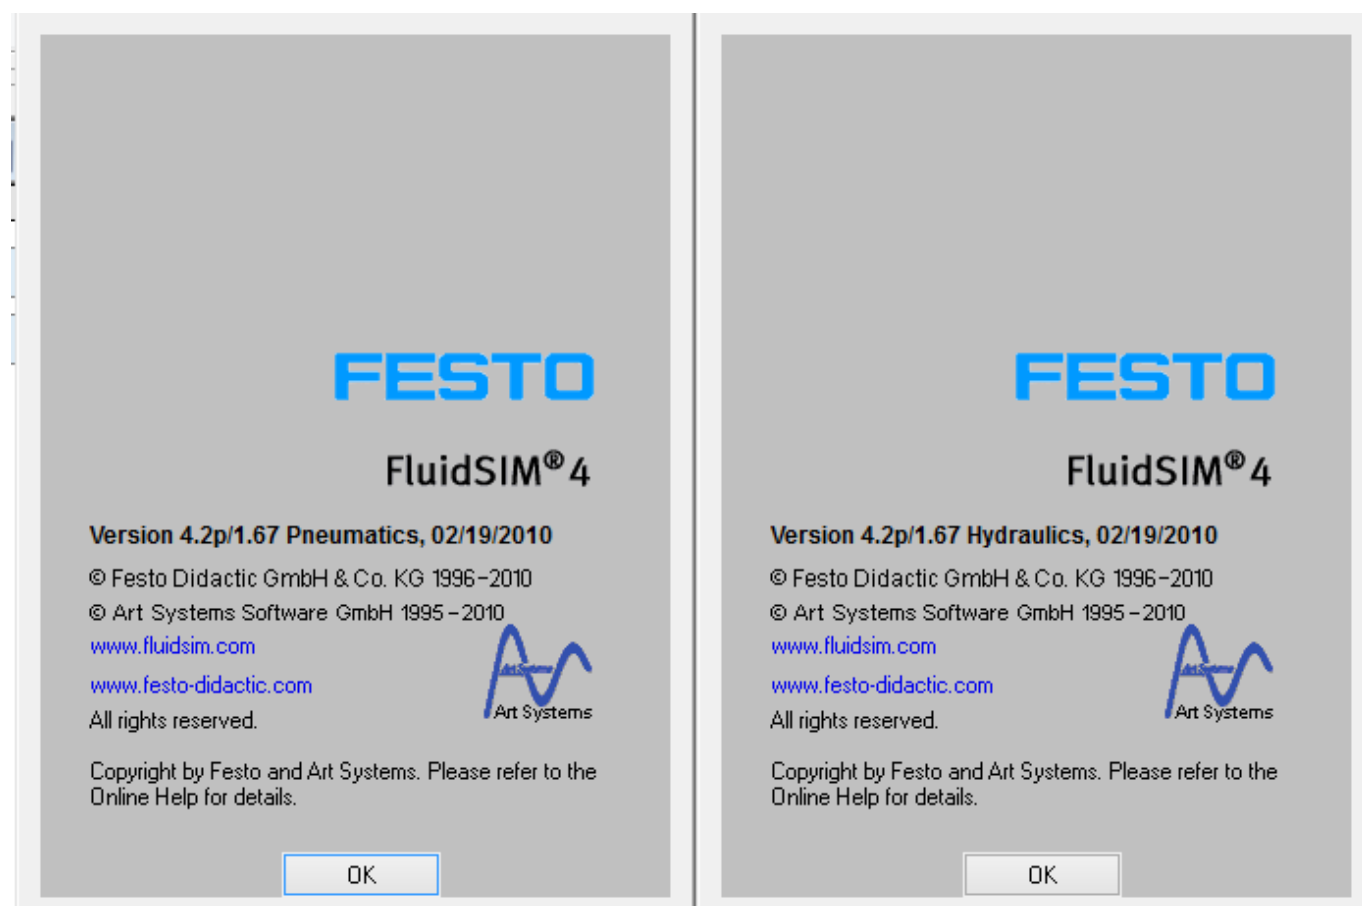 FESTO
FluidSIM®4
Version 4.2p/1.67 Pneumatics, 02/19/2010
© Festo Didactic GmbH & Co. KG 1996–2010
© Art Systems Software GmbH 1995–2010
www.fluidsim.com
www.festo-didactic.com
Art Systems
Art Systems
All rights reserved.
Copyright by Festo and Art Systems. Please refer to the
Online Help for details.
OK
FESTO
FluidSIM®4
Version 4.2p/1.67 Hydraulics, 02/19/2010
© Festo Didactic GmbH & Co. KG 1996–2010
© Art Systems Software GmbH 1995–2010
www.fluidsim.com
www.festo-didactic.com
Art Systems
Art Systems
All rights reserved.
Copyright by Festo and Art Systems. Please refer to the
Online Help for details.
OK